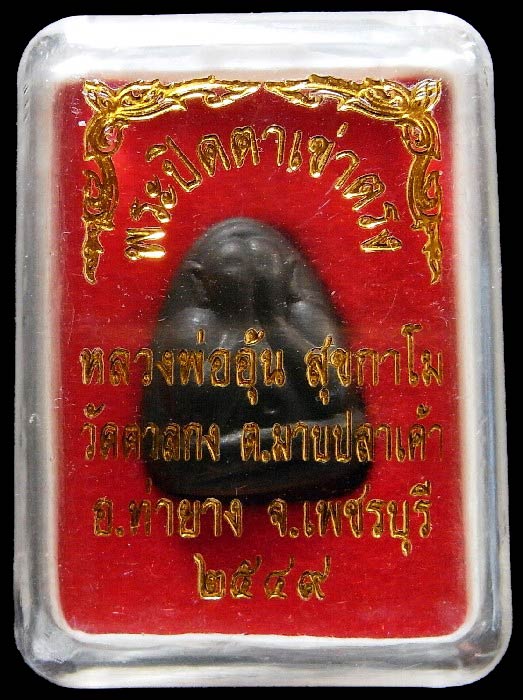 พระปิดตาเข่าตรง
หลวงพ่ออุ้น สุขกาโม
วัดตาลกง ต.มาบปลาเค้า
อ.ท่ายาง จ.เพชรบุรี
๒๕๔๙